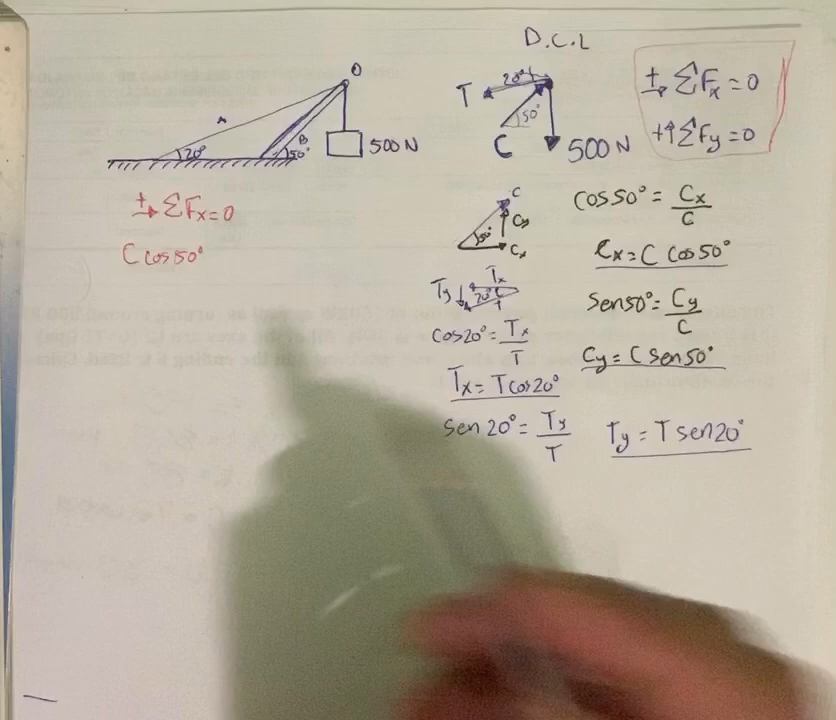 D.C.L
O
A
B
20°
50°
500 N
T
20°
50°
C
500 N
+→ ΣFx = 0
+↑ ΣFy = 0
+→ ΣFx = 0
C cos 50°
C
Cy
50°
Cx
cos 50° = Cx/C
Cx = C cos 50°
Tx
Ty
20°
T
sen 50° = Cy/C
cos 20° = Tx/T
Cy = C sen 50°
Tx = T cos 20°
sen 20° = Ty/T
Ty = T sen 20°